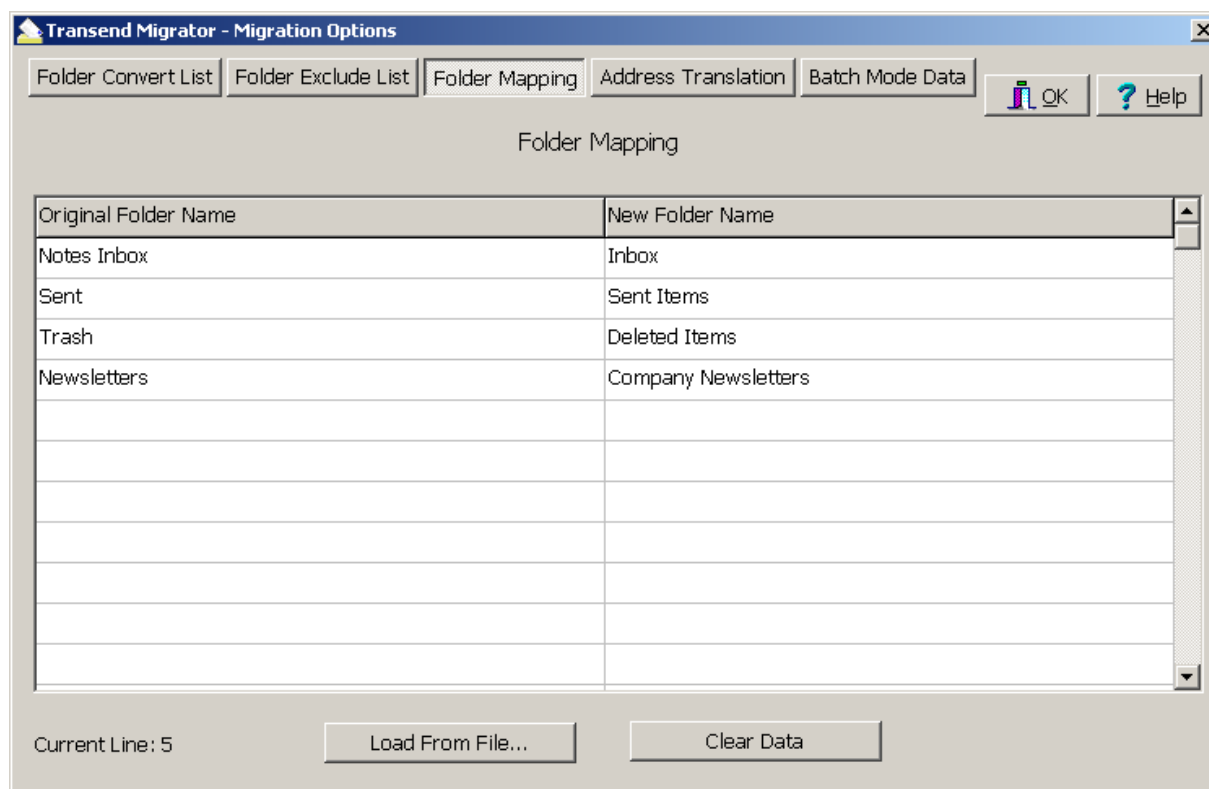 Transend Migrator - Migration Options
Folder Convert List Folder Exclude List Folder Mapping Address Translation Batch Mode Data OK Help
Folder Mapping
Original Folder Name New Folder Name
Notes Inbox Inbox
Sent Sent Items
Trash Deleted Items
Newsletters Company Newsletters
Current Line: 5 Load From File... Clear Data